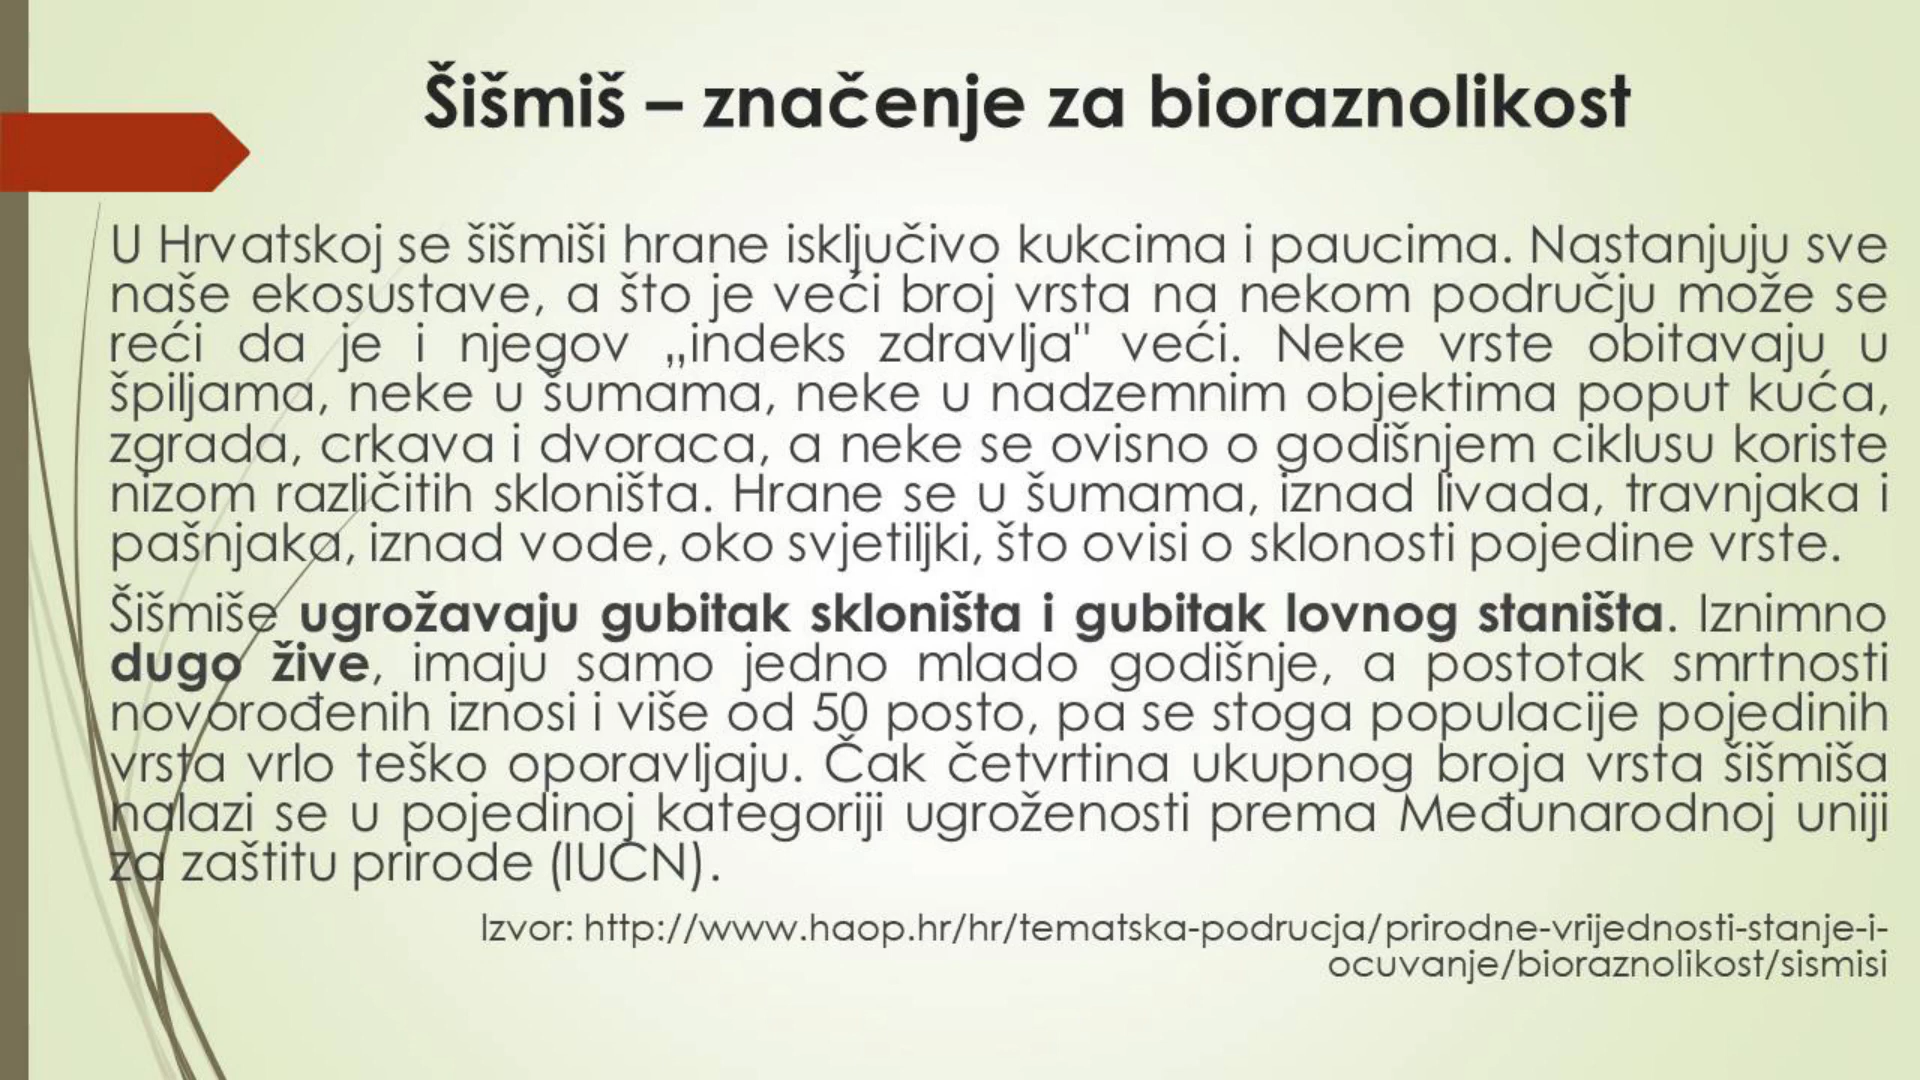 Šišmiš – značenje za bioraznolikost
U Hrvatskoj se šišmiši hrane isključivo kukcima i paucima. Nastanjuju sve
naše ekosustave, a što je veći broj vrsta na nekom području može se
reći da je i njegov „indeks zdravlja" veći. Neke vrste obitavaju u
špiljama, neke u šumama, neke u nadzemnim objektima poput kuća,
zgrada, crkava i dvoraca, a neke se ovisno o godišnjem ciklusu koriste
nizom različitih skloništa. Hrane se u šumama, iznad livada, travnjaka i
pašnjaka, iznad vode, oko svjetiljki, što ovisi o sklonosti pojedine vrste.
Šišmiše ugrožavaju gubitak skloništa i gubitak lovnog staništa. Iznimno
dugo žive, imaju samo jedno mlado godišnje, a postotak smrtnosti
novorođenih iznosi i više od 50 posto, pa se stoga populacije pojedinih
vrsta vrlo teško oporavljaju. Čak četvrtina ukupnog broja vrsta šišmiša
nalazi se u pojedinoj kategoriji ugroženosti prema Međunarodnoj uniji
za zaštitu prirode (IUCN).
Izvor: http://www.haop.hr/hr/tematska-podrucja/prirodne-vrijednosti-stanje-i-
ocuvanje/bioraznolikost/sismisi